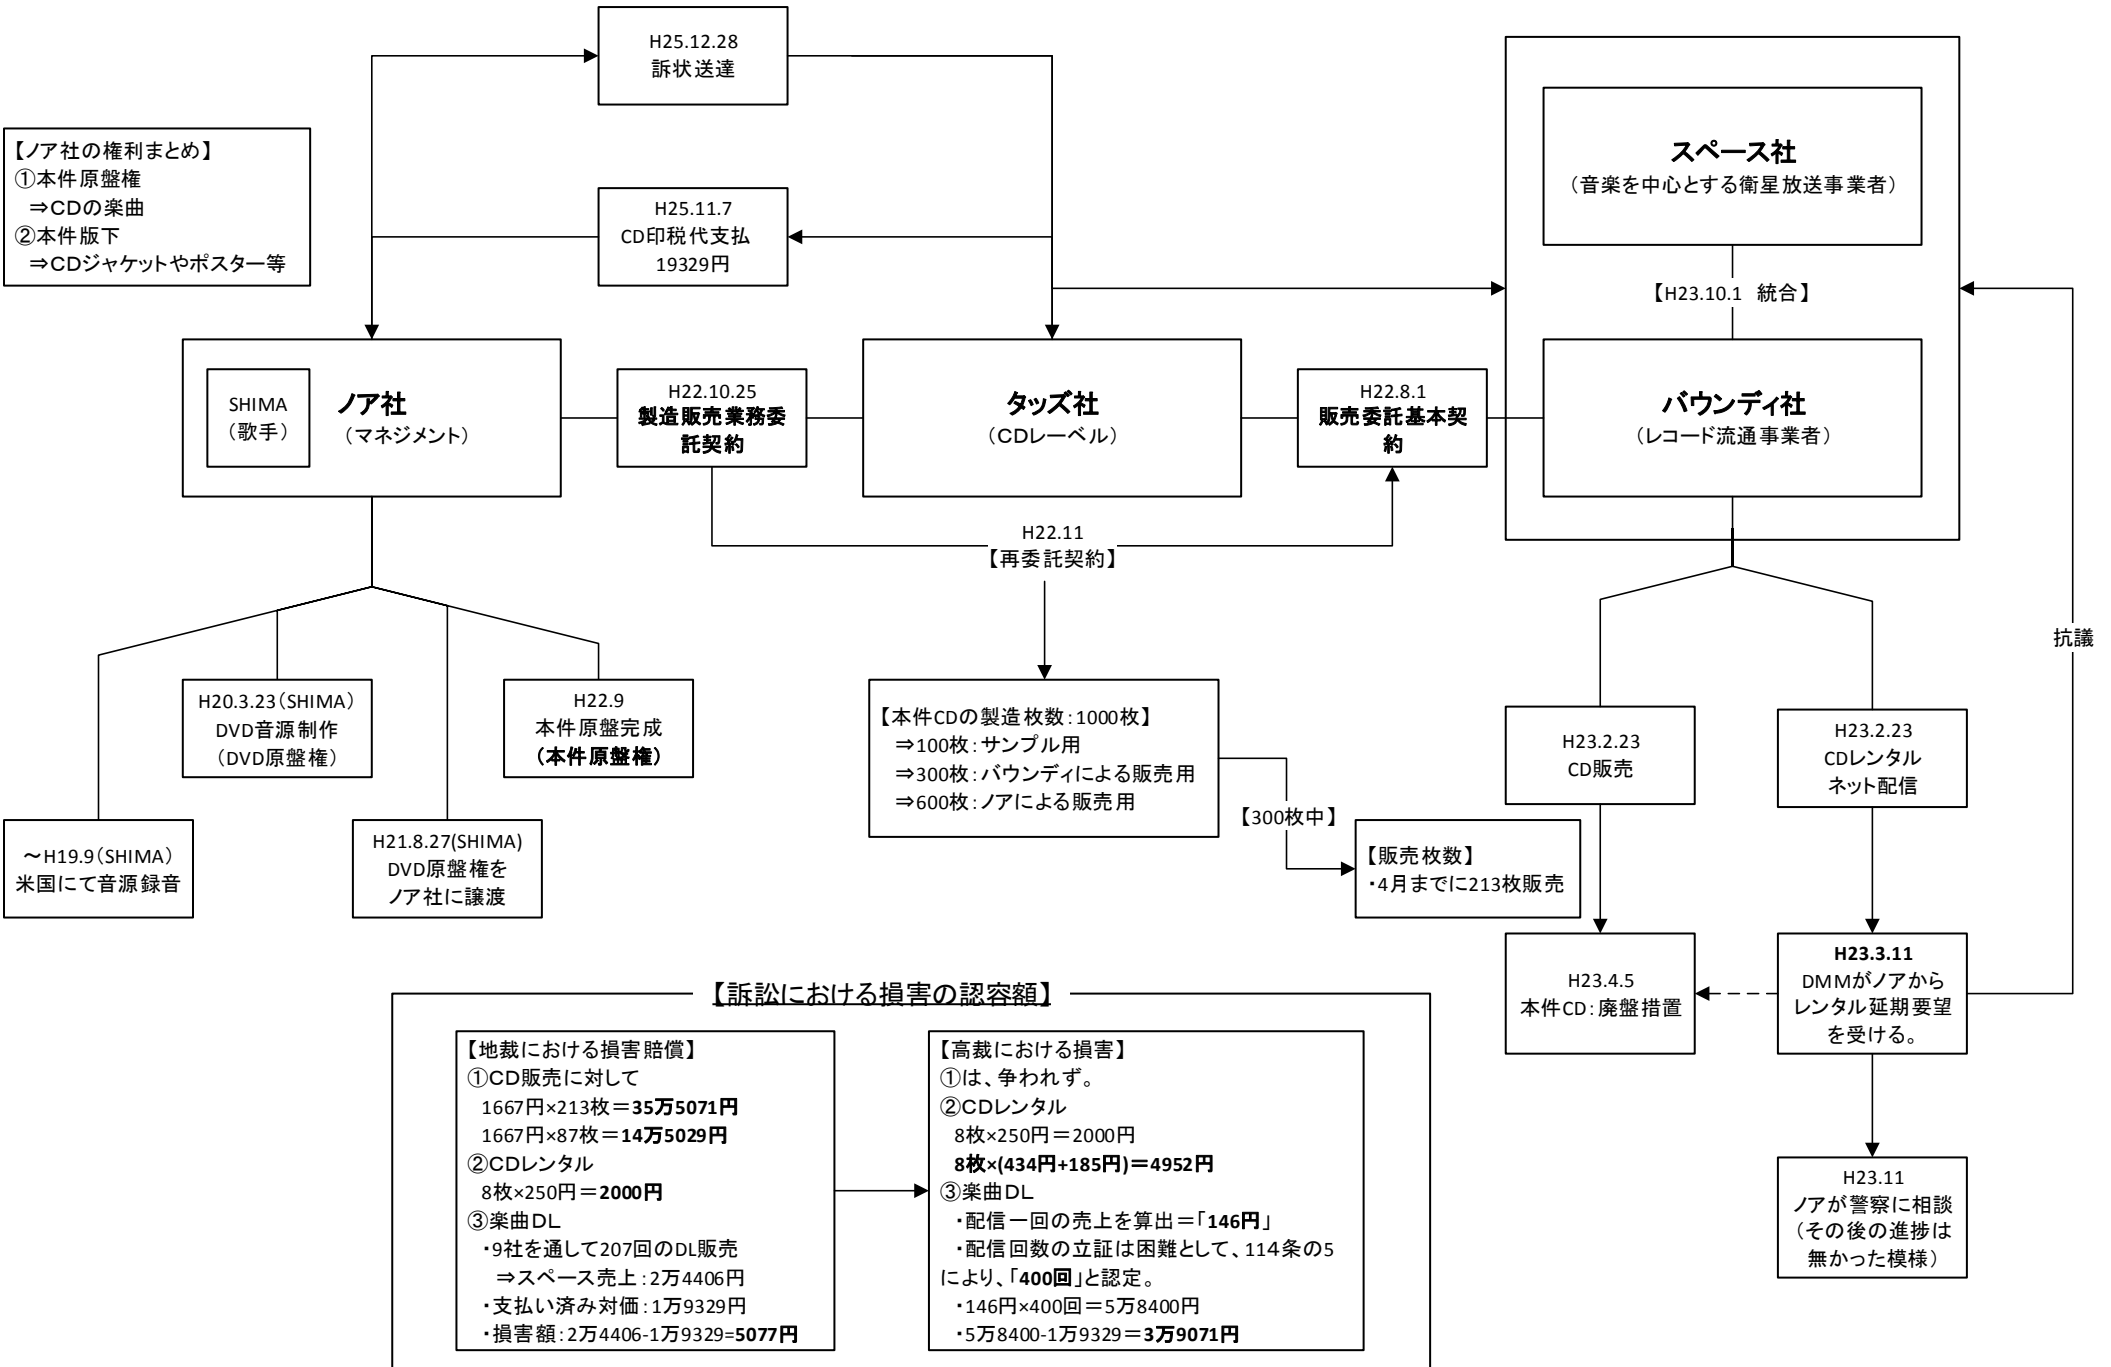 H25.12.28
訴状送達
【ノア社の権利まとめ】
①本件原盤権
⇒CDの楽曲
②本件版下
⇒CDジャケットやポスター等
H25.11.7
CD印税代支払
19329円
スペース社
（音楽を中心とする衛星放送事業者）
【H23.10.1 統合】
SHIMA
（歌手）
ノア社
（マネジメント）
H22.10.25
製造販売業務委
託契約
タッズ社
（CDレーベル）
H22.8.1
販売委託基本契
約
バウンディ社
（レコード流通事業者）
H22.11
【再委託契約】
抗議
H20.3.23（SHIMA）
DVD音源制作
（DVD原盤権）
H22.9
本件原盤完成
（本件原盤権）
～H19.9（SHIMA）
米国にて音源録音
H21.8.27(SHIMA)
DVD原盤権を
ノア社に譲渡
【本件CDの製造枚数：1000枚】
⇒100枚：サンプル用
⇒300枚：バウンディによる販売用
⇒600枚：ノアによる販売用
【300枚中】
【販売枚数】
・4月までに213枚販売
H23.2.23
CD販売
H23.2.23
CDレンタル
ネット配信
H23.4.5
本件CD：廃盤措置
H23.3.11
DMMがノアから
レンタル延期要望
を受ける。
H23.11
ノアが警察に相談
（その後の進捗は
無かった模様）
【訴訟における損害の認容額】
【地裁における損害賠償】
①CD販売に対して
1667円×213枚＝35万5071円
1667円×87枚＝14万5029円
②CDレンタル
8枚×250円＝2000円
③楽曲DL
・9社を通して207回のDL販売
⇒スペース売上：2万4406円
・支払い済み対価：1万9329円
・損害額：2万4406-1万9329=5077円
【高裁における損害】
①は、争われず。
②CDレンタル
8枚×250円＝2000円
8枚×(434円+185円)＝4952円
③楽曲DL
・配信一回の売上を算出＝「146円」
・配信回数の立証は困難として、114条の5
により、「400回」と認定。
・146円×400回＝5万8400円
・5万8400-1万9329＝3万9071円